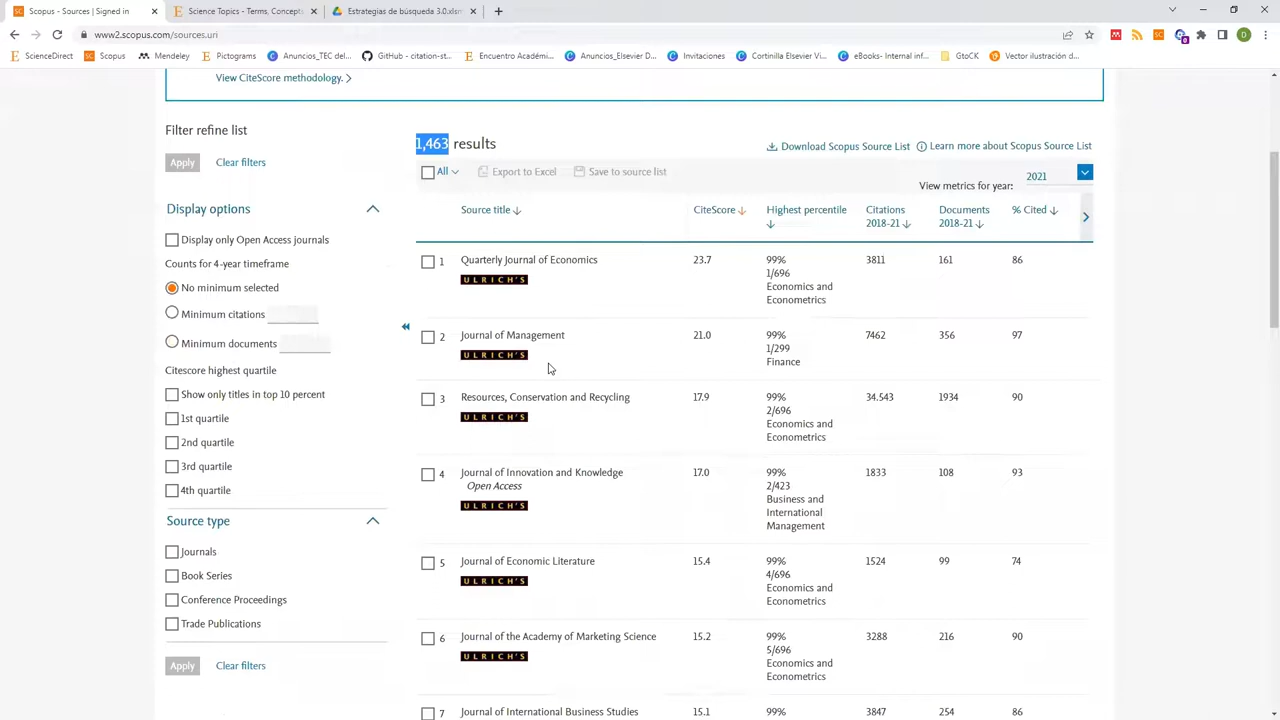 Scopus - Sources | Signed in
Science Topics - Terms, Concept
Estrategias de búsqueda 3.0.xlsm
www2.scopus.com/sources.uri
D
ScienceDirect
Scopus
Mendeley
Pictograms
Anuncios_TEC del...
GitHub - citation-st...
Encuentro Académi...
Anuncios_Elsevier D...
Invitaciones
Cortinilla Elsevier Vi...
eBooks- Internal inf...
GtoCK
Vector ilustración d...
View CiteScore methodology. >
Filter refine list
Apply
Clear filters
Display options
Display only Open Access journals
Counts for 4-year timeframe
No minimum selected
Minimum citations
Minimum documents
Citescore highest quartile
Show only titles in top 10 percent
1st quartile
2nd quartile
3rd quartile
4th quartile
Source type
Journals
Book Series
Conference Proceedings
Trade Publications
Apply
Clear filters
1,463 results
Download Scopus Source List
Learn more about Scopus Source List
All
Export to Excel
Save to source list
View metrics for year:
2021
Source title ↓
CiteScore ↓
Highest percentile ↓
Citations
2018-21 ↓
Documents
2018-21 ↓
% Cited ↓
1
Quarterly Journal of Economics
ULRICH'S
23.7
99%
1/696
Economics and
Econometrics
3811
161
86
2
Journal of Management
ULRICH'S
21.0
99%
1/299
Finance
7462
356
97
3
Resources, Conservation and Recycling
ULRICH'S
17.9
99%
2/696
Economics and
Econometrics
34.543
1934
90
4
Journal of Innovation and Knowledge
Open Access
ULRICH'S
17.0
99%
2/423
Business and
International
Management
1833
108
93
5
Journal of Economic Literature
ULRICH'S
15.4
99%
4/696
Economics and
Econometrics
1524
99
74
6
Journal of the Academy of Marketing Science
ULRICH'S
15.2
99%
5/696
Economics and
Econometrics
3288
216
90
7
Journal of International Business Studies
15.1
99%
3847
254
86